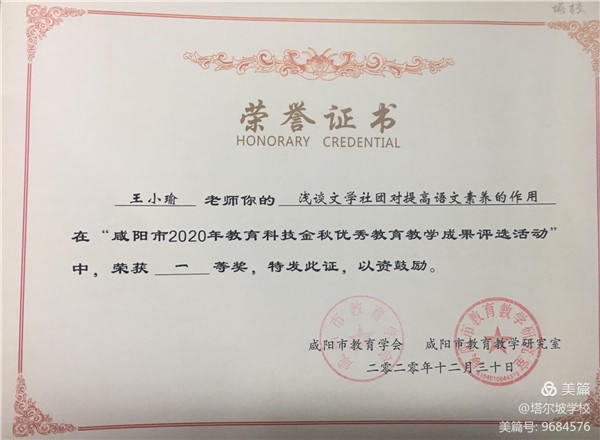 荣誉证书
HONORARY CREDENTIAL
王小瑜 老师你的 浅谈文学社团对提高语文素养的作用
在“咸阳市2020年教育科技金秋优秀教育教学成果评选活动”
中，荣获 一 等奖，特发此证，以资鼓励。
咸阳市教育学会 咸阳市教育教学研究室
二〇二〇年十二月三十日
美篇
@塔尔坡学校
美篇号: 9684576